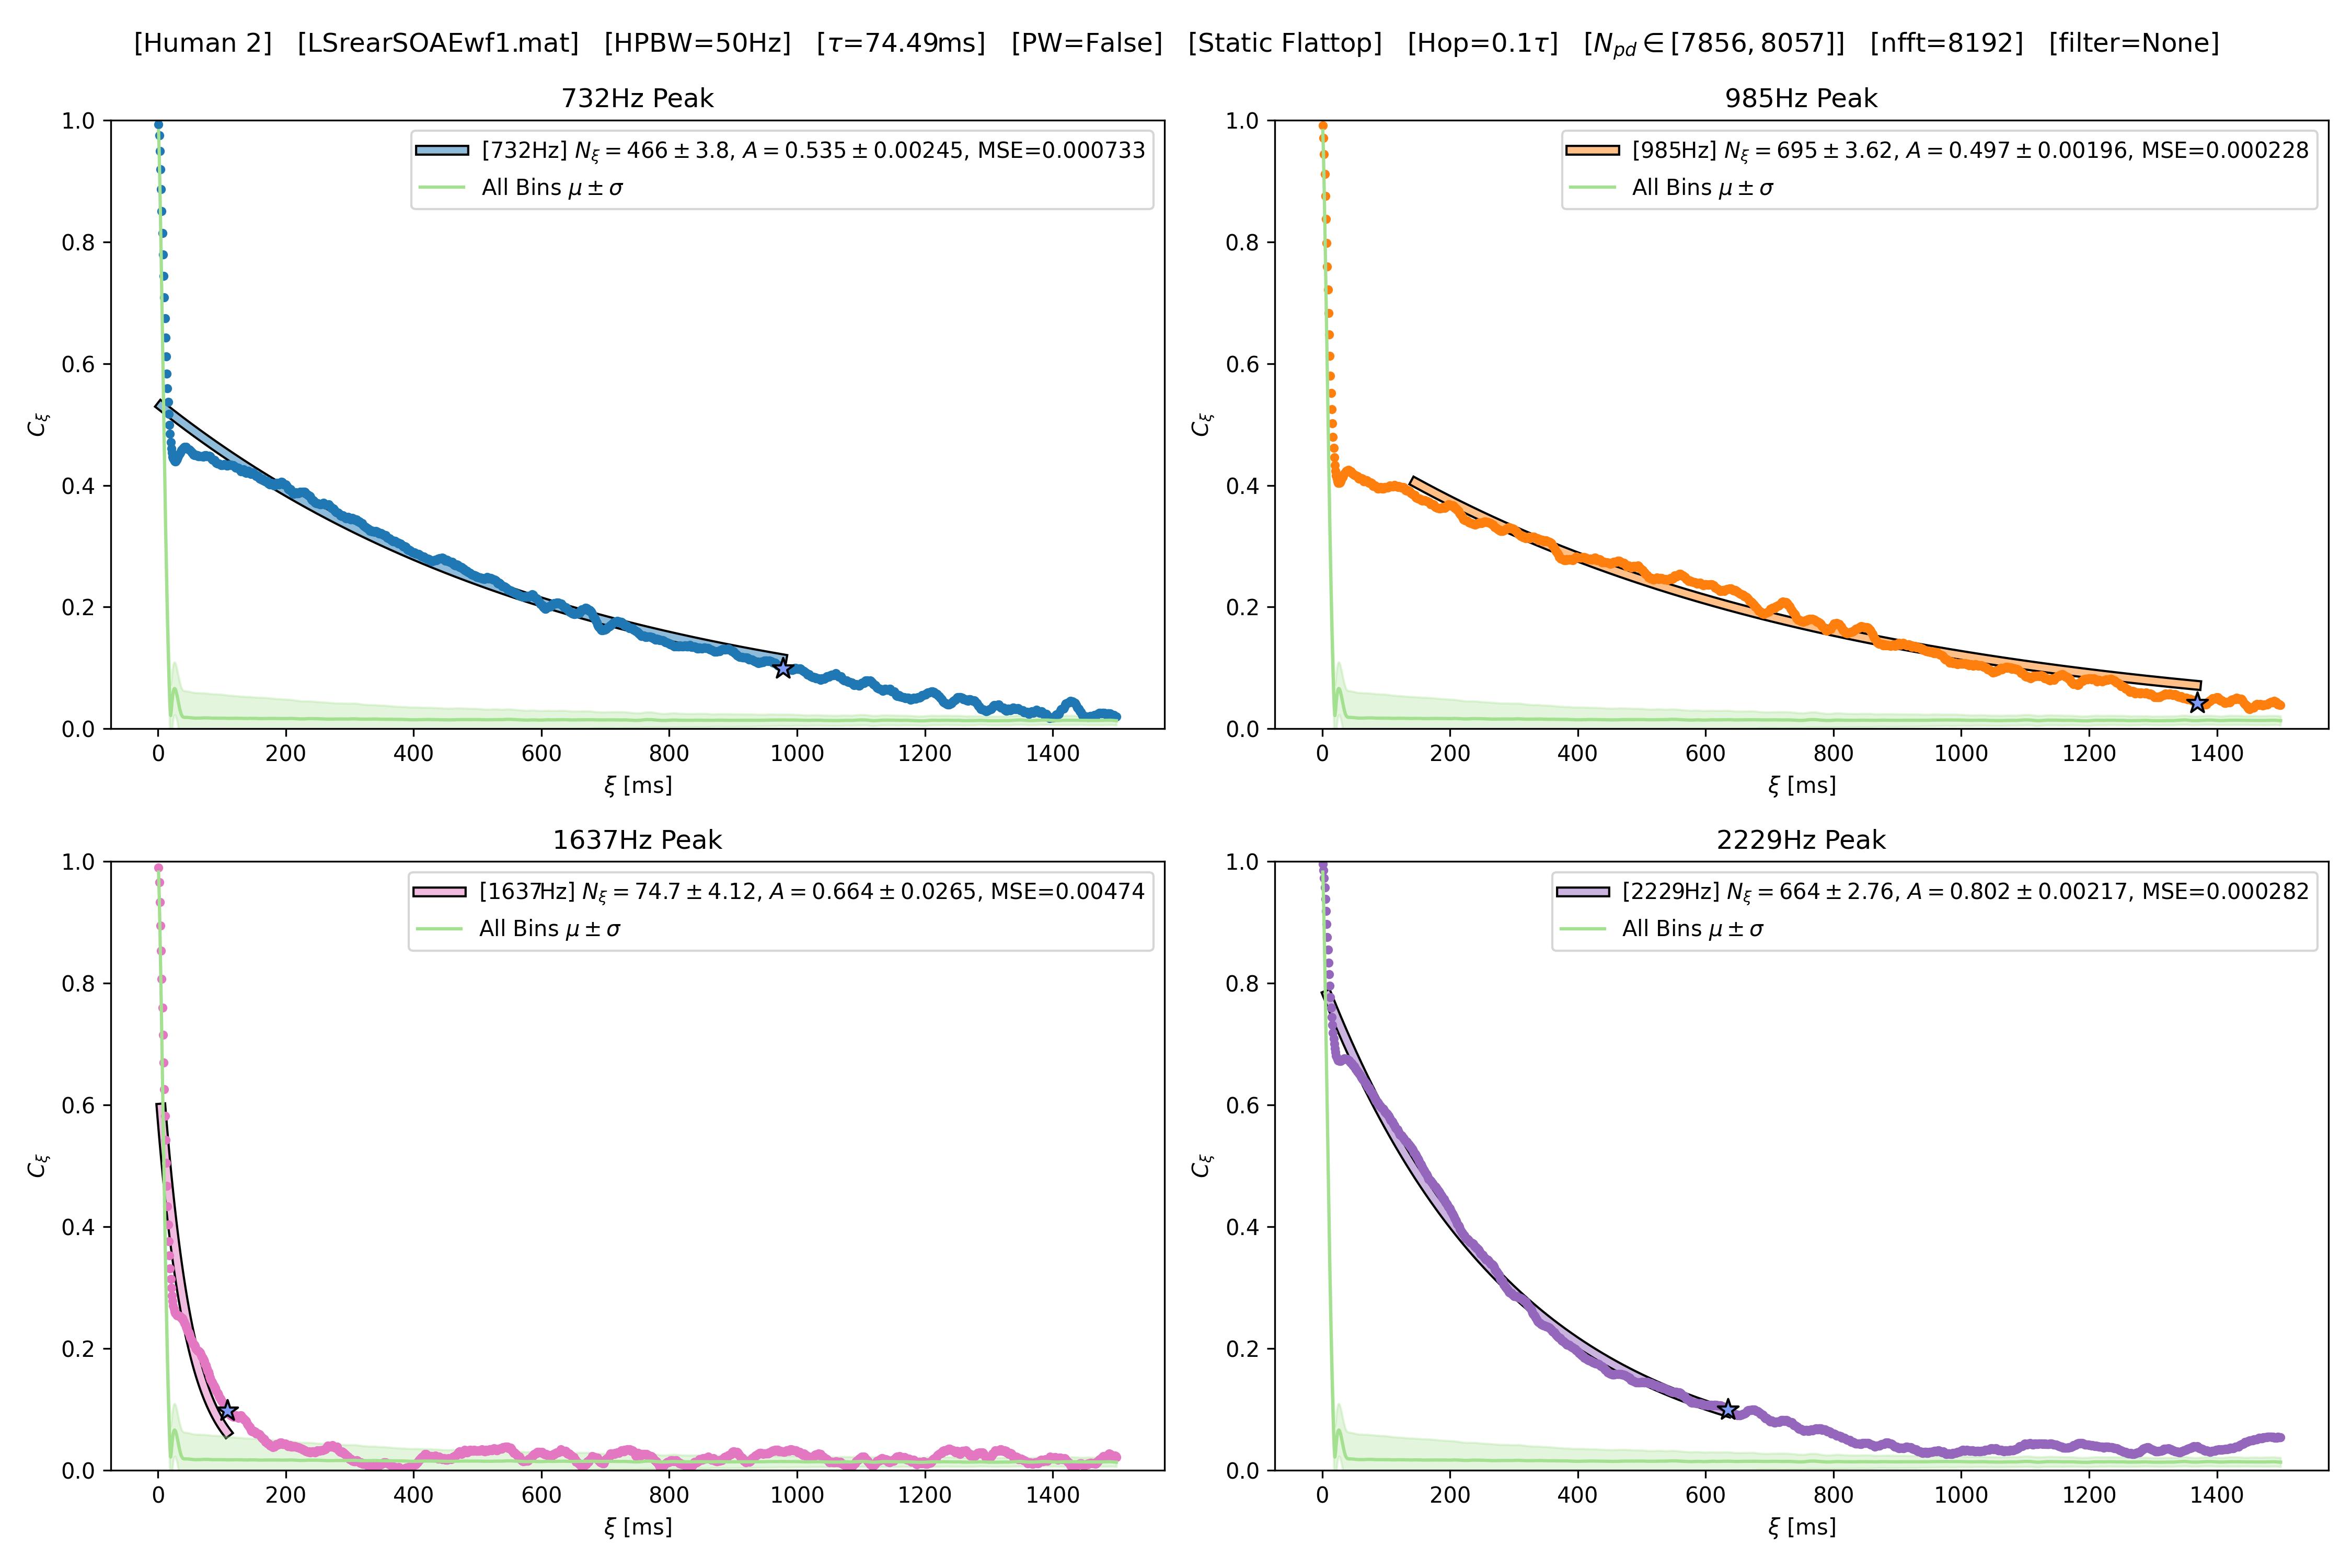 [Human 2] [LSrearSOAEwf1.mat] [HPBW=50Hz] [τ=74.49ms] [PW=False] [Static Flattop] [Hop=0.1τ] [N_pd ∈ [7856, 8057]] [nfft=8192] [filter=None]
732Hz Peak
[732Hz] N_ξ = 466 ± 3.8, A = 0.535 ± 0.00245, MSE=0.000733
All Bins μ ± σ
1.0
0.8
0.6
0.4
0.2
0.0
C_ξ
0 200 400 600 800 1000 1200 1400
ξ [ms]
985Hz Peak
[985Hz] N_ξ = 695 ± 3.62, A = 0.497 ± 0.00196, MSE=0.000228
All Bins μ ± σ
1.0
0.8
0.6
0.4
0.2
0.0
C_ξ
0 200 400 600 800 1000 1200 1400
ξ [ms]
1637Hz Peak
[1637Hz] N_ξ = 74.7 ± 4.12, A = 0.664 ± 0.0265, MSE=0.00474
All Bins μ ± σ
1.0
0.8
0.6
0.4
0.2
0.0
C_ξ
0 200 400 600 800 1000 1200 1400
ξ [ms]
2229Hz Peak
[2229Hz] N_ξ = 664 ± 2.76, A = 0.802 ± 0.00217, MSE=0.000282
All Bins μ ± σ
1.0
0.8
0.6
0.4
0.2
0.0
C_ξ
0 200 400 600 800 1000 1200 1400
ξ [ms]